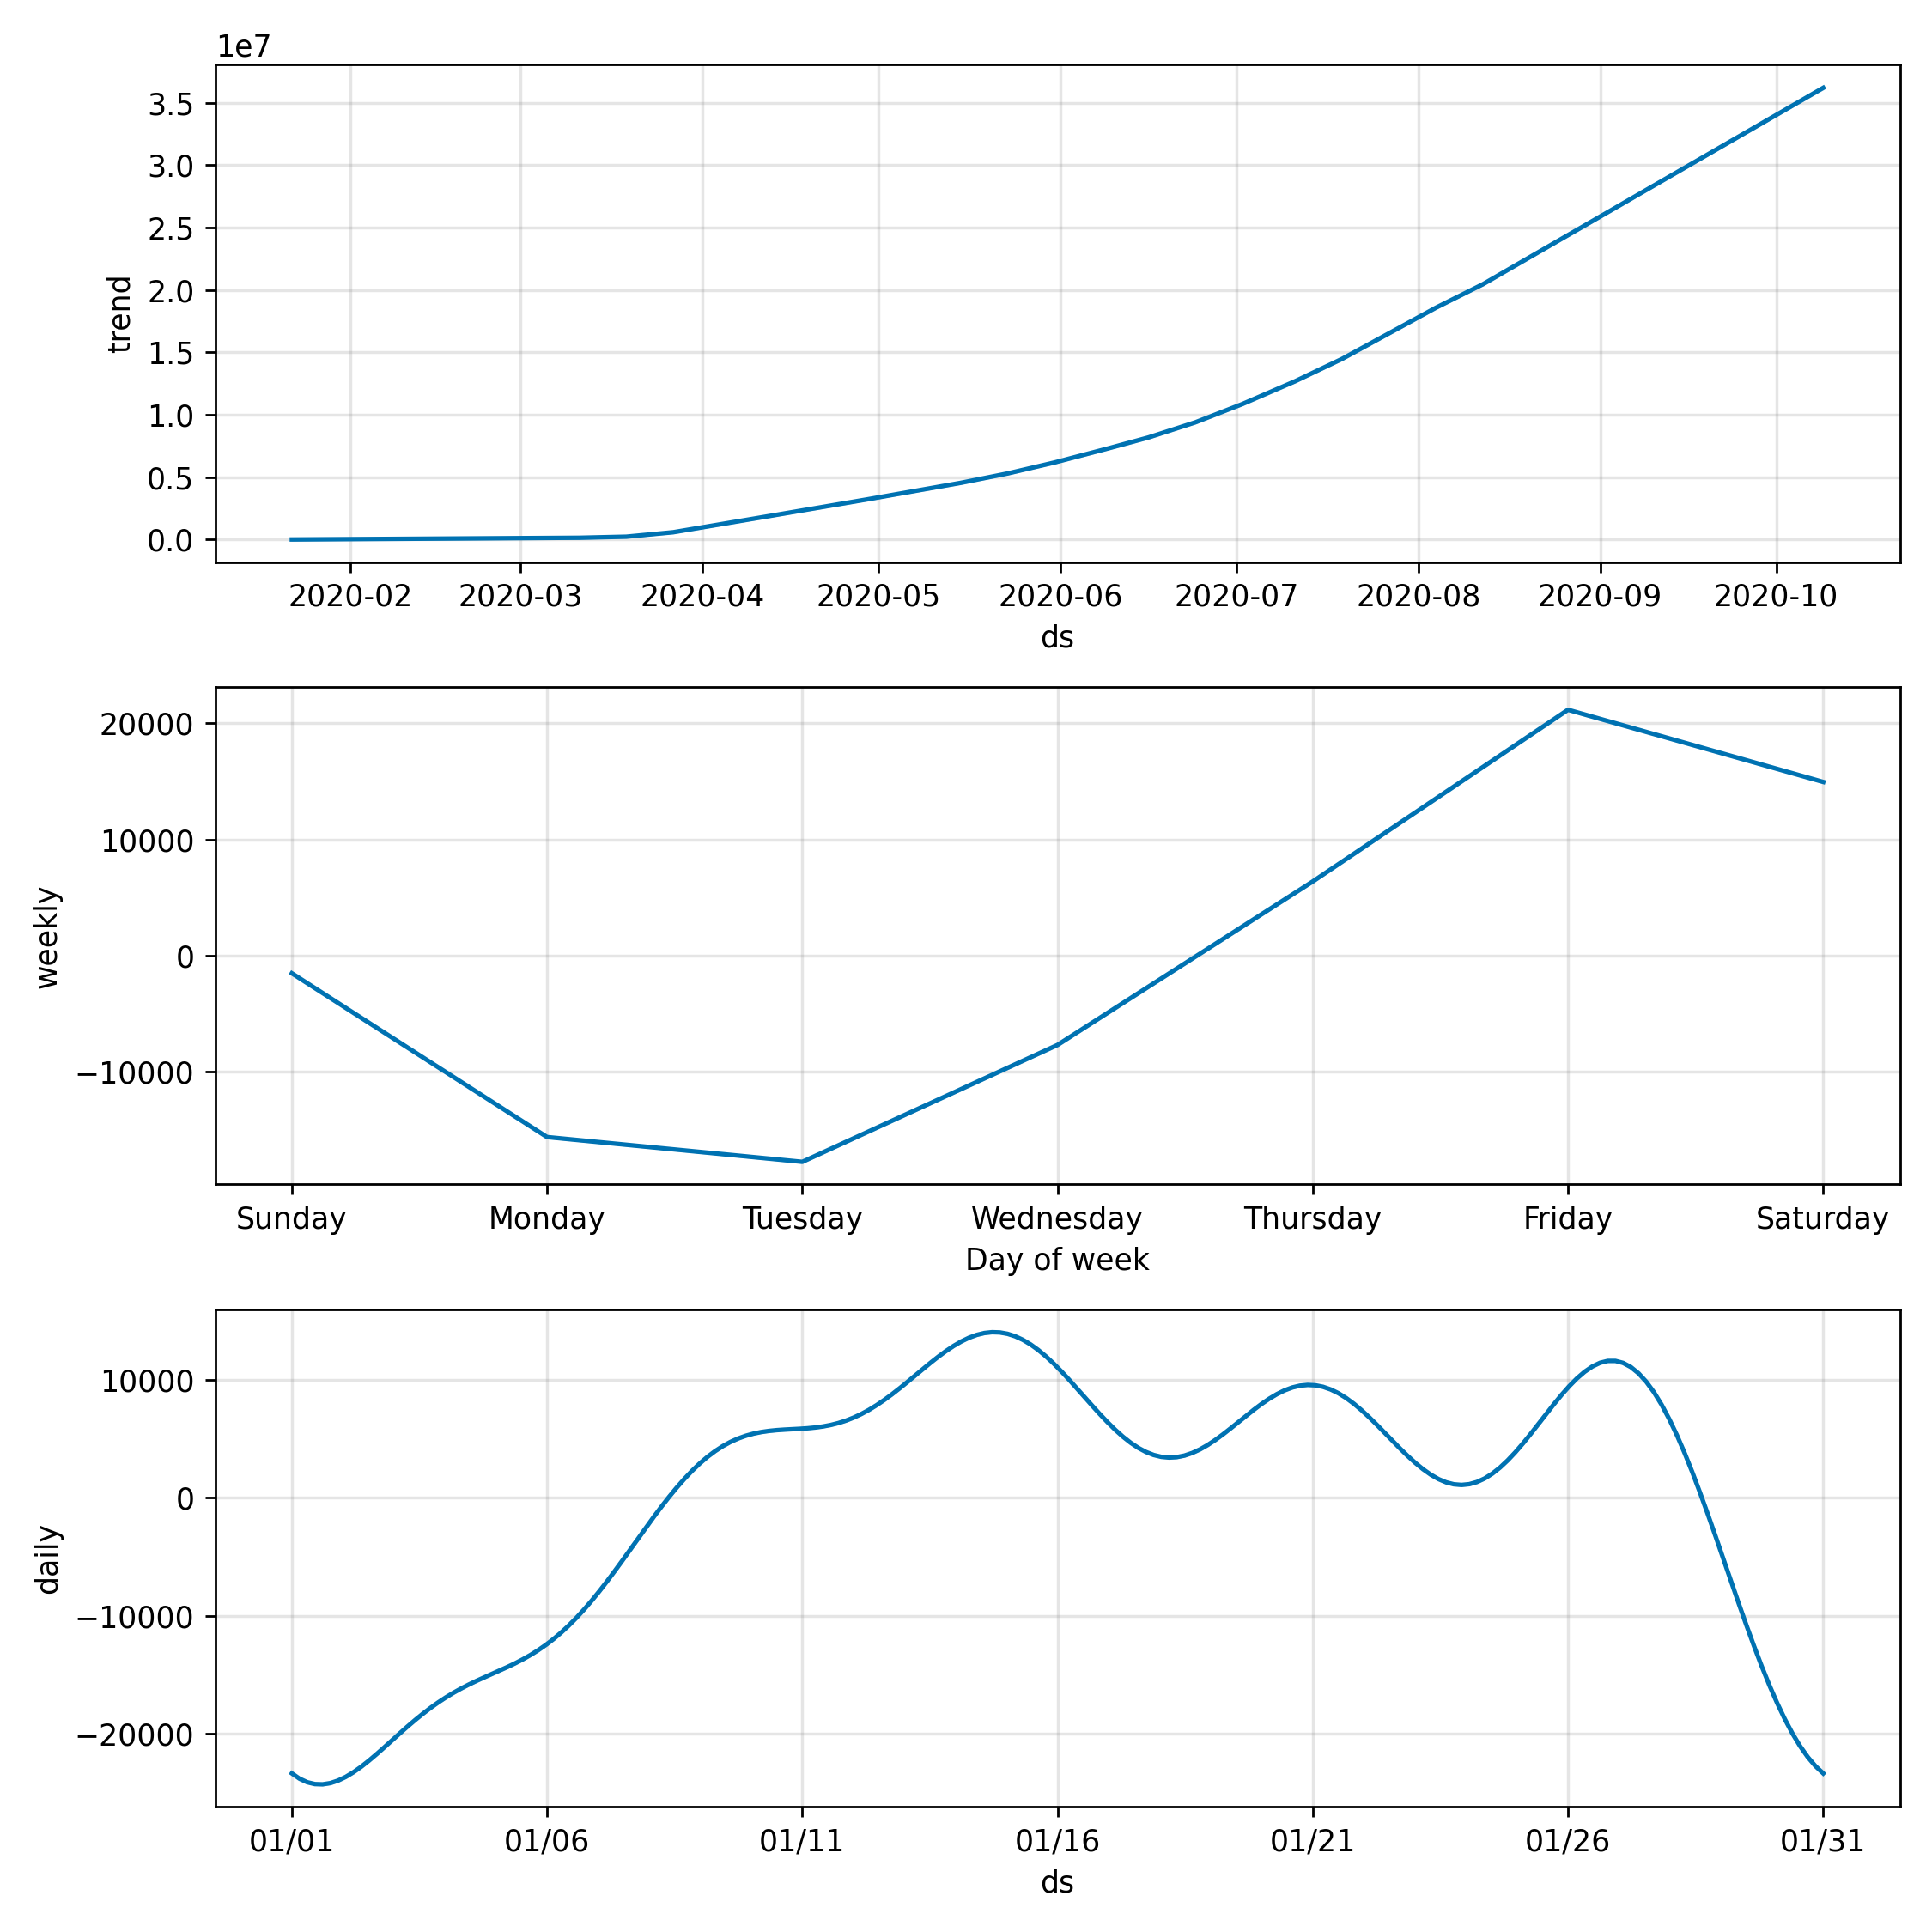 1e7
3.5
3.0
2.5
2.0
1.5
1.0
0.5
0.0
trend
2020-02 2020-03 2020-04 2020-05 2020-06 2020-07 2020-08 2020-09 2020-10
ds
20000
10000
0
−10000
weekly
Sunday Monday Tuesday Wednesday Thursday Friday Saturday
Day of week
10000
0
−10000
−20000
daily
01/01 01/06 01/11 01/16 01/21 01/26 01/31
ds